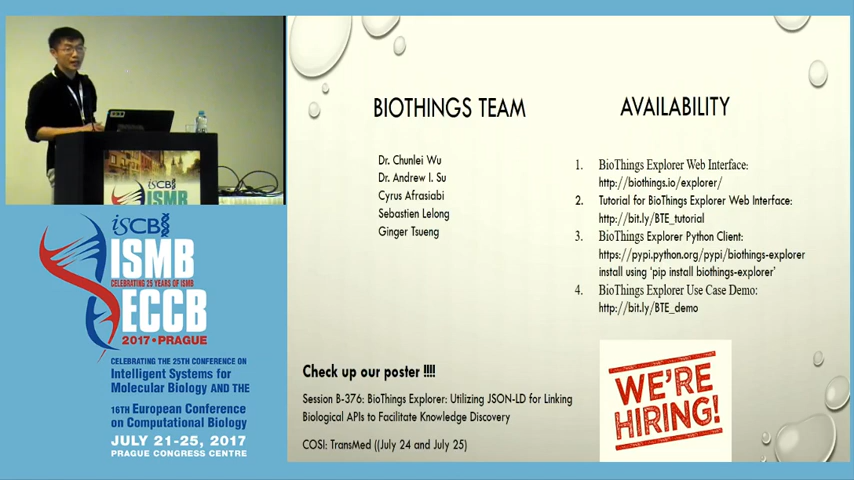 iSCB
ISMB
iSCB
ISMB
CELEBRATING 25 YEARS OF ISMB
ECCB
2017 • PRAGUE
CELEBRATING THE 25TH CONFERENCE ON
Intelligent Systems for
Molecular Biology AND THE
16TH European Conference
on Computational Biology
JULY 21-25, 2017
PRAGUE CONGRESS CENTRE
BIOTHINGS TEAM
Dr. Chunlei Wu
Dr. Andrew I. Su
Cyrus Afrasiabi
Sebastien Lelong
Ginger Tsueng
AVAILABILITY
1. BioThings Explorer Web Interface:
http://biothings.io/explorer/
2. Tutorial for BioThings Explorer Web Interface:
http://bit.ly/BTE_tutorial
3. BioThings Explorer Python Client:
https://pypi.python.org/pypi/biothings-explorer
install using 'pip install biothings-explorer'
4. BioThings Explorer Use Case Demo:
http://bit.ly/BTE_demo
Check up our poster !!!!
Session B-376: BioThings Explorer: Utilizing JSON-LD for Linking
Biological APIs to Facilitate Knowledge Discovery
COSI: TransMed ((July 24 and July 25)
WE'RE
HIRING!